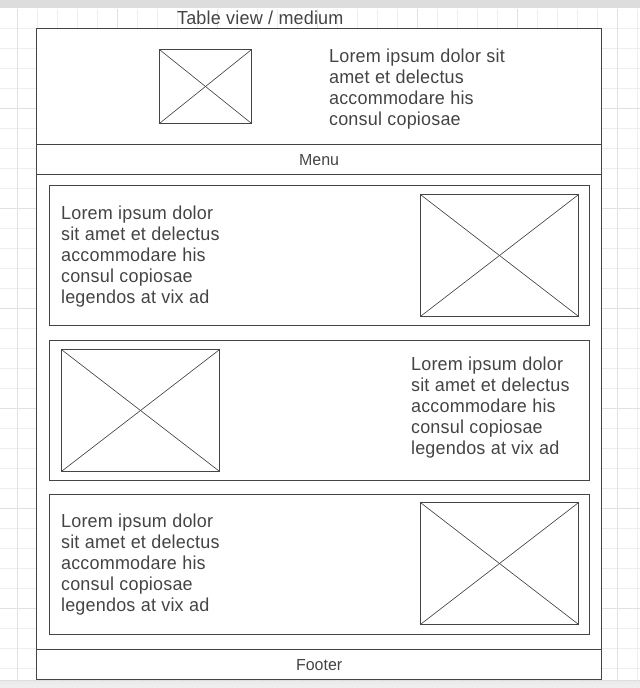 Table view / medium
Lorem ipsum dolor sit
amet et delectus
accommodare his
consul copiosae
Menu
Lorem ipsum dolor
sit amet et delectus
accommodare his
consul copiosae
legendos at vix ad
Lorem ipsum dolor
sit amet et delectus
accommodare his
consul copiosae
legendos at vix ad
Lorem ipsum dolor
sit amet et delectus
accommodare his
consul copiosae
legendos at vix ad
Footer